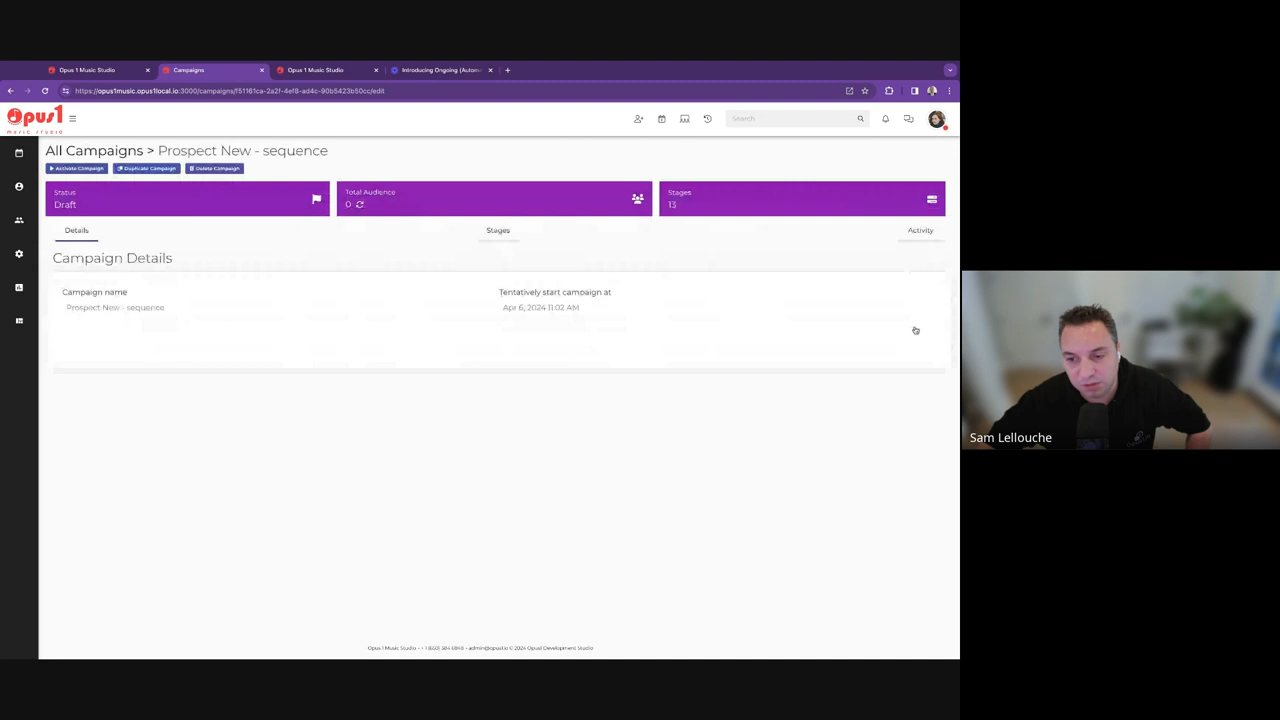 Opus 1 Music Studio
Campaigns
Opus 1 Music Studio
Introducing Ongoing (Autom
https://opus1music.opus1local.io:3000/campaigns/f51161ca-2a2f-4ef8-ad4c-90b5423b50cc/edit
Opus1
music studio
Search
All Campaigns > Prospect New - sequence
Activate Campaign
Duplicate Campaign
Delete Campaign
Status
Draft
Total Audience
0
Stages
13
Details
Stages
Activity
Campaign Details
Campaign name
Prospect New - sequence
Tentatively start campaign at
Apr 6, 2024 11:02 AM
Sam Lellouche